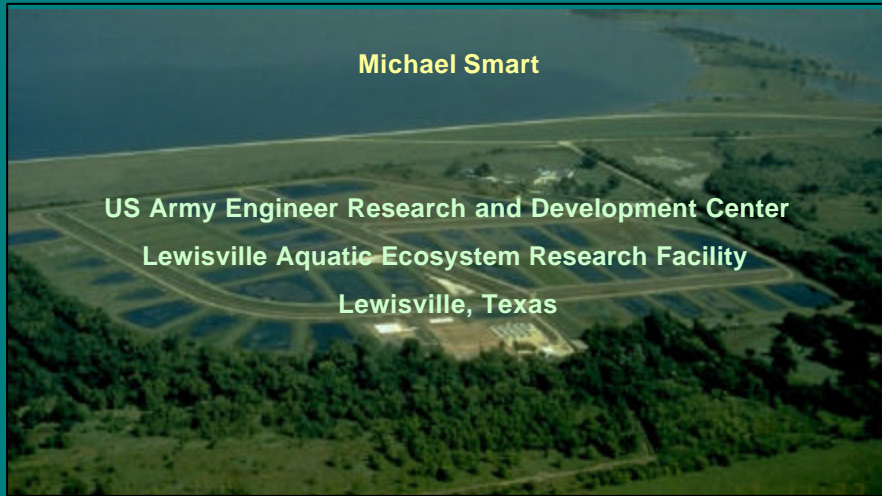 Michael Smart
US Army Engineer Research and Development Center
Lewisville Aquatic Ecosystem Research Facility
Lewisville, Texas